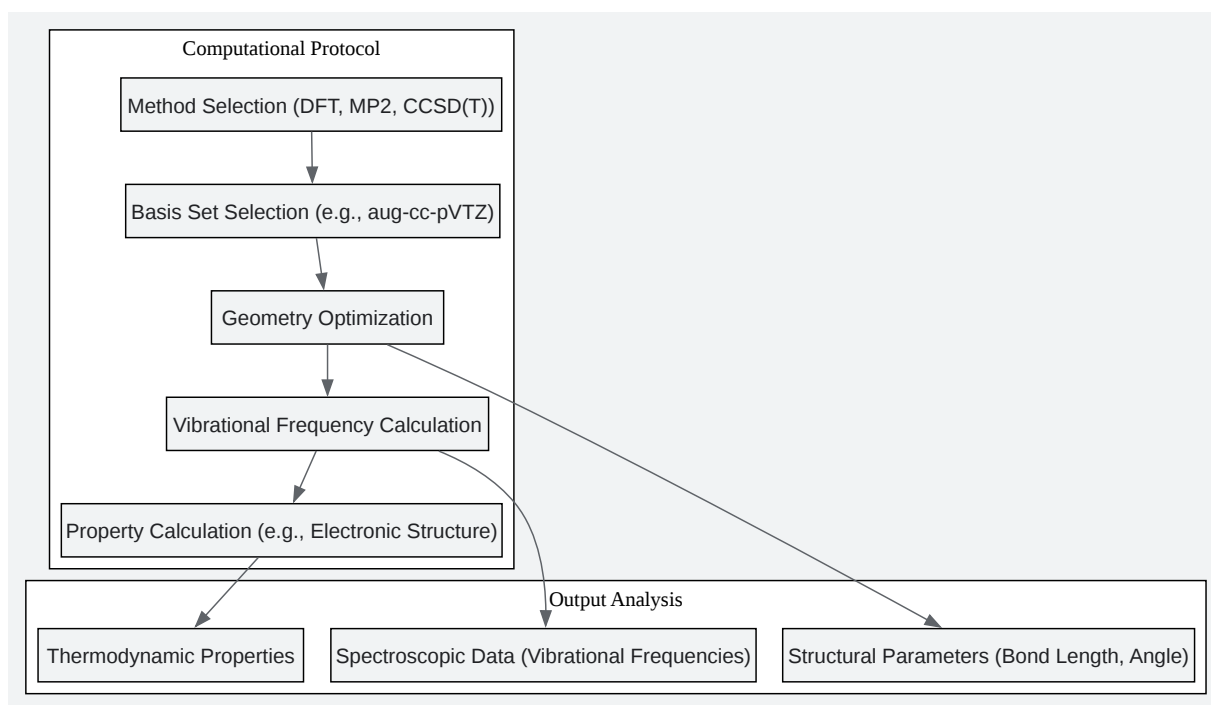 Computational Protocol
Method Selection (DFT, MP2, CCSD(T))
Basis Set Selection (e.g., aug-cc-pVTZ)
Geometry Optimization
Vibrational Frequency Calculation
Property Calculation (e.g., Electronic Structure)
Output Analysis
Thermodynamic Properties
Spectroscopic Data (Vibrational Frequencies)
Structural Parameters (Bond Length, Angle)